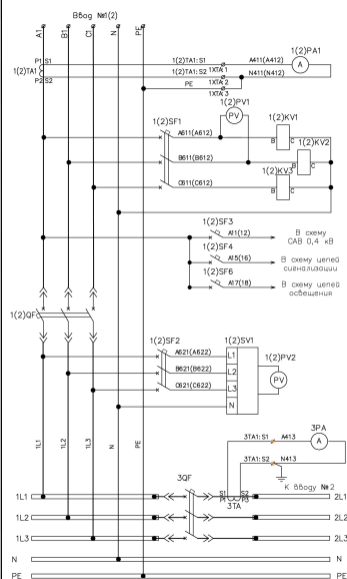 Ввод №1(2)
A1
B1
C1
N
PE
1(2)PA1
P1 S1
1(2)TA1
P2 S2
1(2)TA1: S1
A411(A412)
A
1XTA:1
1(2)TA1: S2
N411(N412)
1XTA:2
PE
1XTA:3
1(2)PV1
PV
1(2)SF1
A611(A612)
1(2)KV1
B C
1(2)KV2
B611(B612)
B C
1(2)KV3
C611(C612)
B C
1(2)SF3
A11(12)
В схему
САВ 0,4 кВ
1(2)SF4
A15(16)
В схему цепей
сигнализации
1(2)SF6
A17(18)
В схему цепей
освещения
1(2)QF
1(2)SF2
1(2)SV1
A621(A622)
L1
1(2)PV2
B621(B622)
L2
PV
C621(C622)
L3
N
1L1
1L2
1L3
N
PE
3PA
3TA1: S1
A413
A
3TA1: S2
N413
3QF
К вводу №2
S1 S2
P1 P2
3TA
1L1
2L1
1L2
2L2
1L3
2L3
N
N
PE
PE